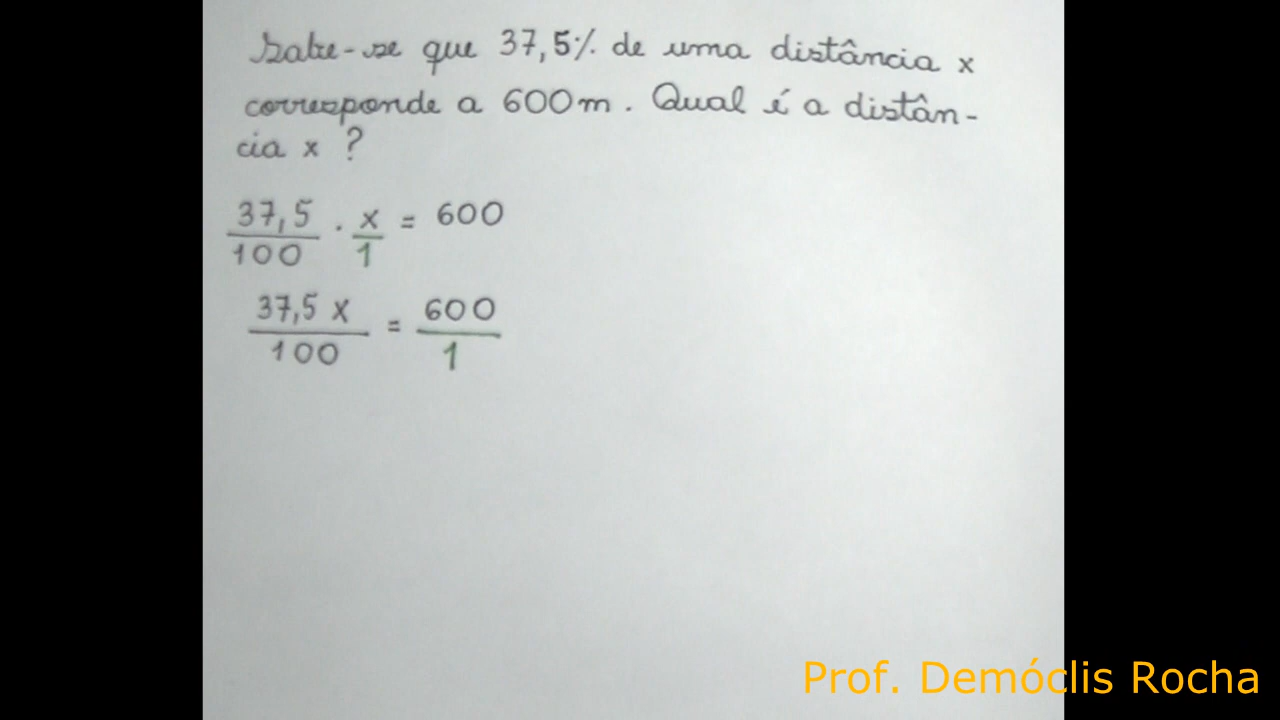 Sabe-se que 37,5% de uma distância x
corresponde a 600m. Qual é a distân-
cia x ?
37,5/100 · x/1 = 600
37,5 x/100 = 600/1
Prof. Demóclis Rocha